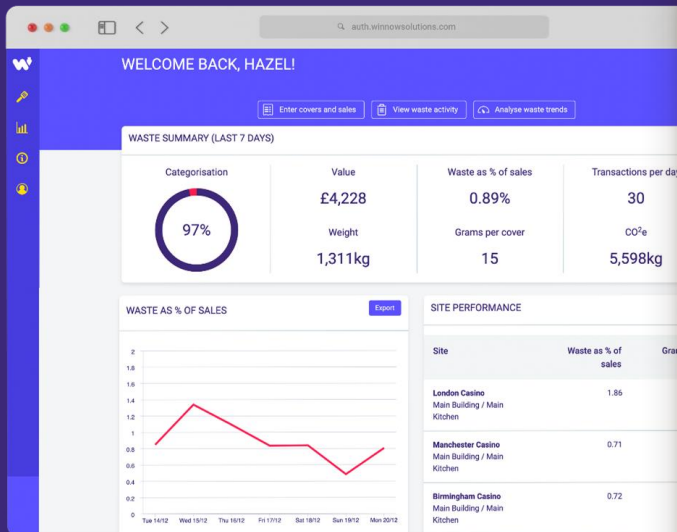 auth.winnowsolutions.com
WELCOME BACK, HAZEL!
Enter covers and sales View waste activity Analyse waste trends
WASTE SUMMARY (LAST 7 DAYS)
Categorisation Value Waste as % of sales Transactions per day
£4,228 0.89% 30
97% Weight Grams per cover CO²e
1,311kg 15 5,598kg
WASTE AS % OF SALES Export SITE PERFORMANCE
Site Waste as % of
sales
2
1.8
1.6
1.4
1.2
1
0.8
0.6
0.4
0.2
0
Tue 14/12 Wed 15/12 Thu 16/12 Fri 17/12 Sat 18/12 Sun 19/12 Mon 20/12
London Casino 1.86
Main Building / Main
Kitchen
Manchester Casino 0.71
Main Building / Main
Kitchen
Birmingham Casino 0.72
Main Building / Main
Kitchen